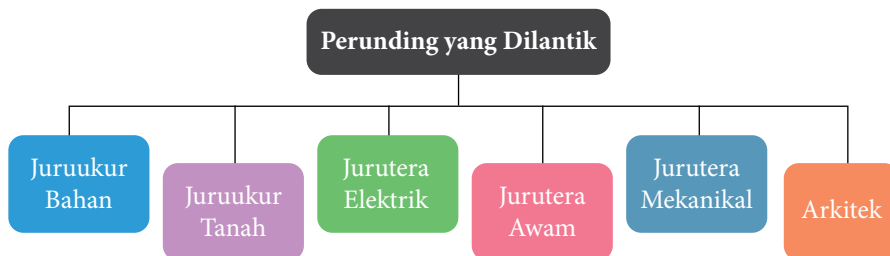 Perunding yang Dilantik
Juruukur
Bahan
Juruukur
Tanah
Jurutera
Elektrik
Jurutera
Awam
Jurutera
Mekanikal
Arkitek